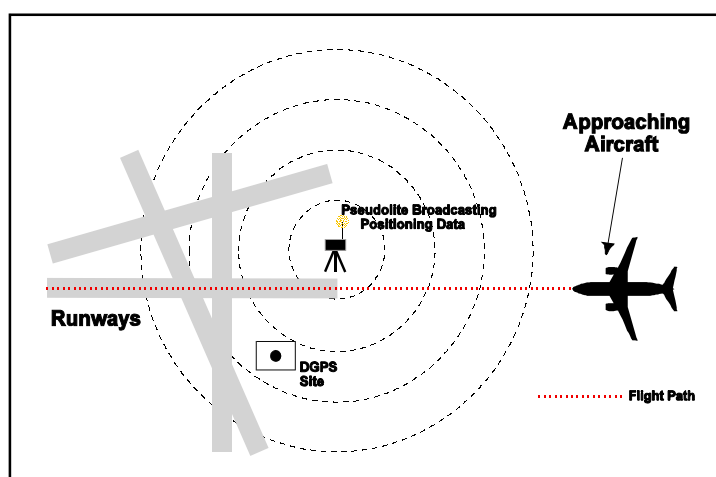 Approaching
Aircraft
Pseudolite Broadcasting
Positioning Data
Runways
DGPS
Site
Flight Path